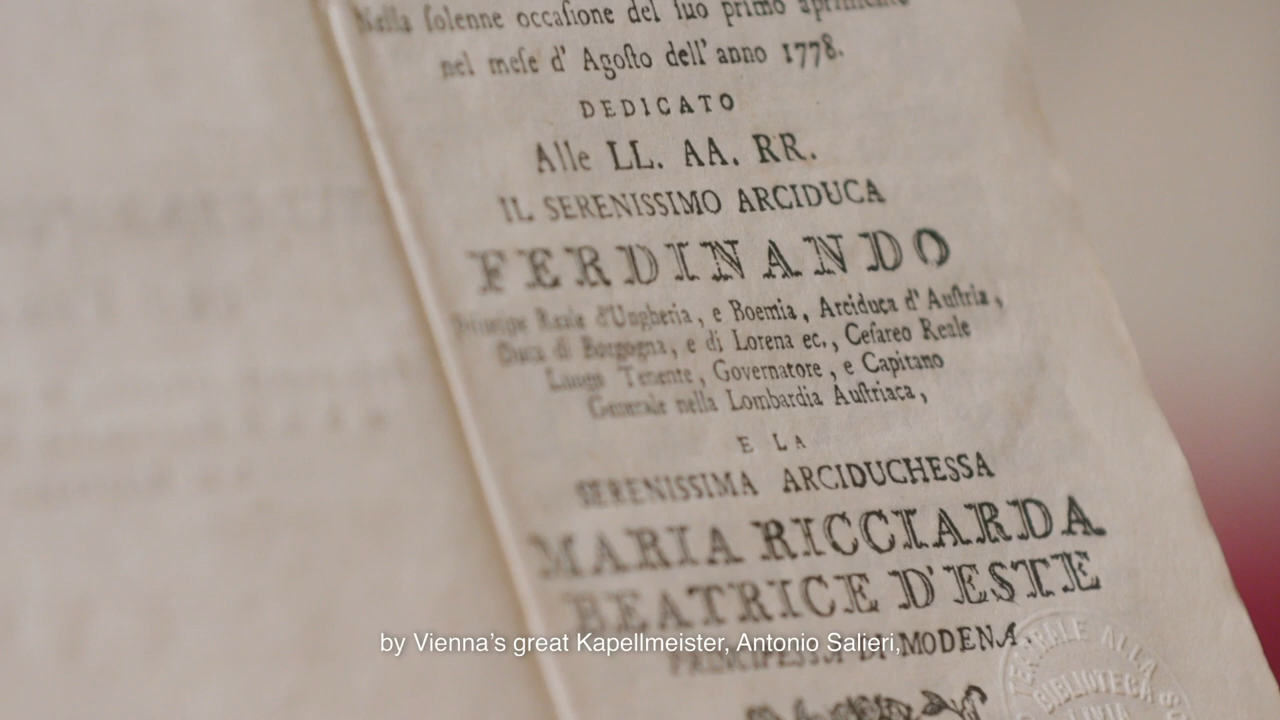 Nella ſolenne occaſione del ſuo primo aprimento
nel meſe d' Agoſto dell' anno 1778.
DEDICATO
Alle LL. AA. RR.
IL SERENISSIMO ARCIDUCA
FERDINANDO
Principe Reale d'Ungheria, e Boemia, Arciduca d' Auſtria,
Duca di Borgogna, e di Lorena ec., Ceſareo Reale
Luogo Tenente, Governatore, e Capitano
Generale nella Lombardia Auſtriaca,
E LA
SERENISSIMA ARCIDUCHESSA
MARIA RICCIARDA
BEATRICE D'ESTE
PRINCIPESSA DI MODENA.
by Vienna’s great Kapellmeister, Antonio Salieri,
ALLA
BIBLIOTECA